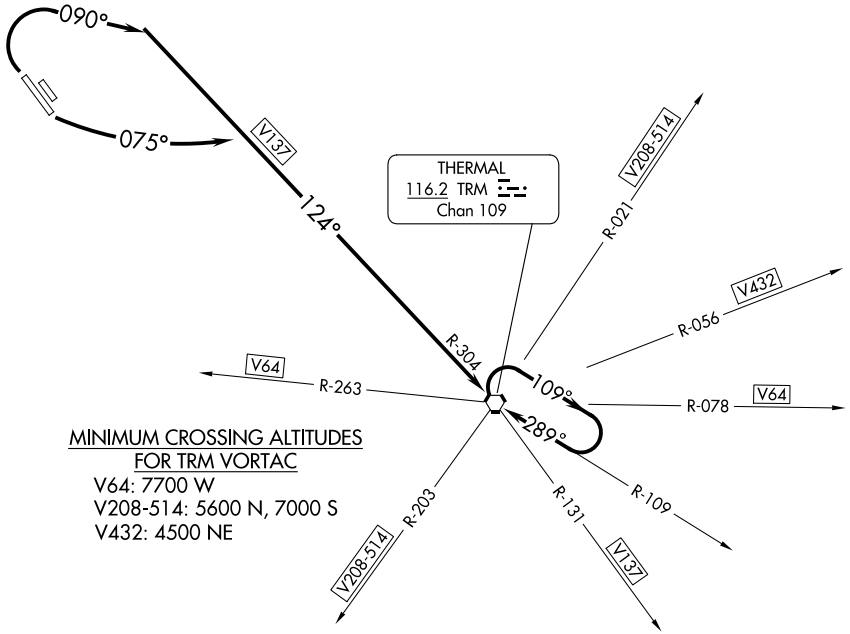 090°
075°
V137
124°
THERMAL
116.2 TRM
Chan 109
V208-514
R-021
V432
R-056
R-304
V64
R-263
109°
289°
R-078
V64
MINIMUM CROSSING ALTITUDES
FOR TRM VORTAC
V64: 7700 W
V208-514: 5600 N, 7000 S
V432: 4500 NE
R-203
V208-514
R-131
V137
R-109